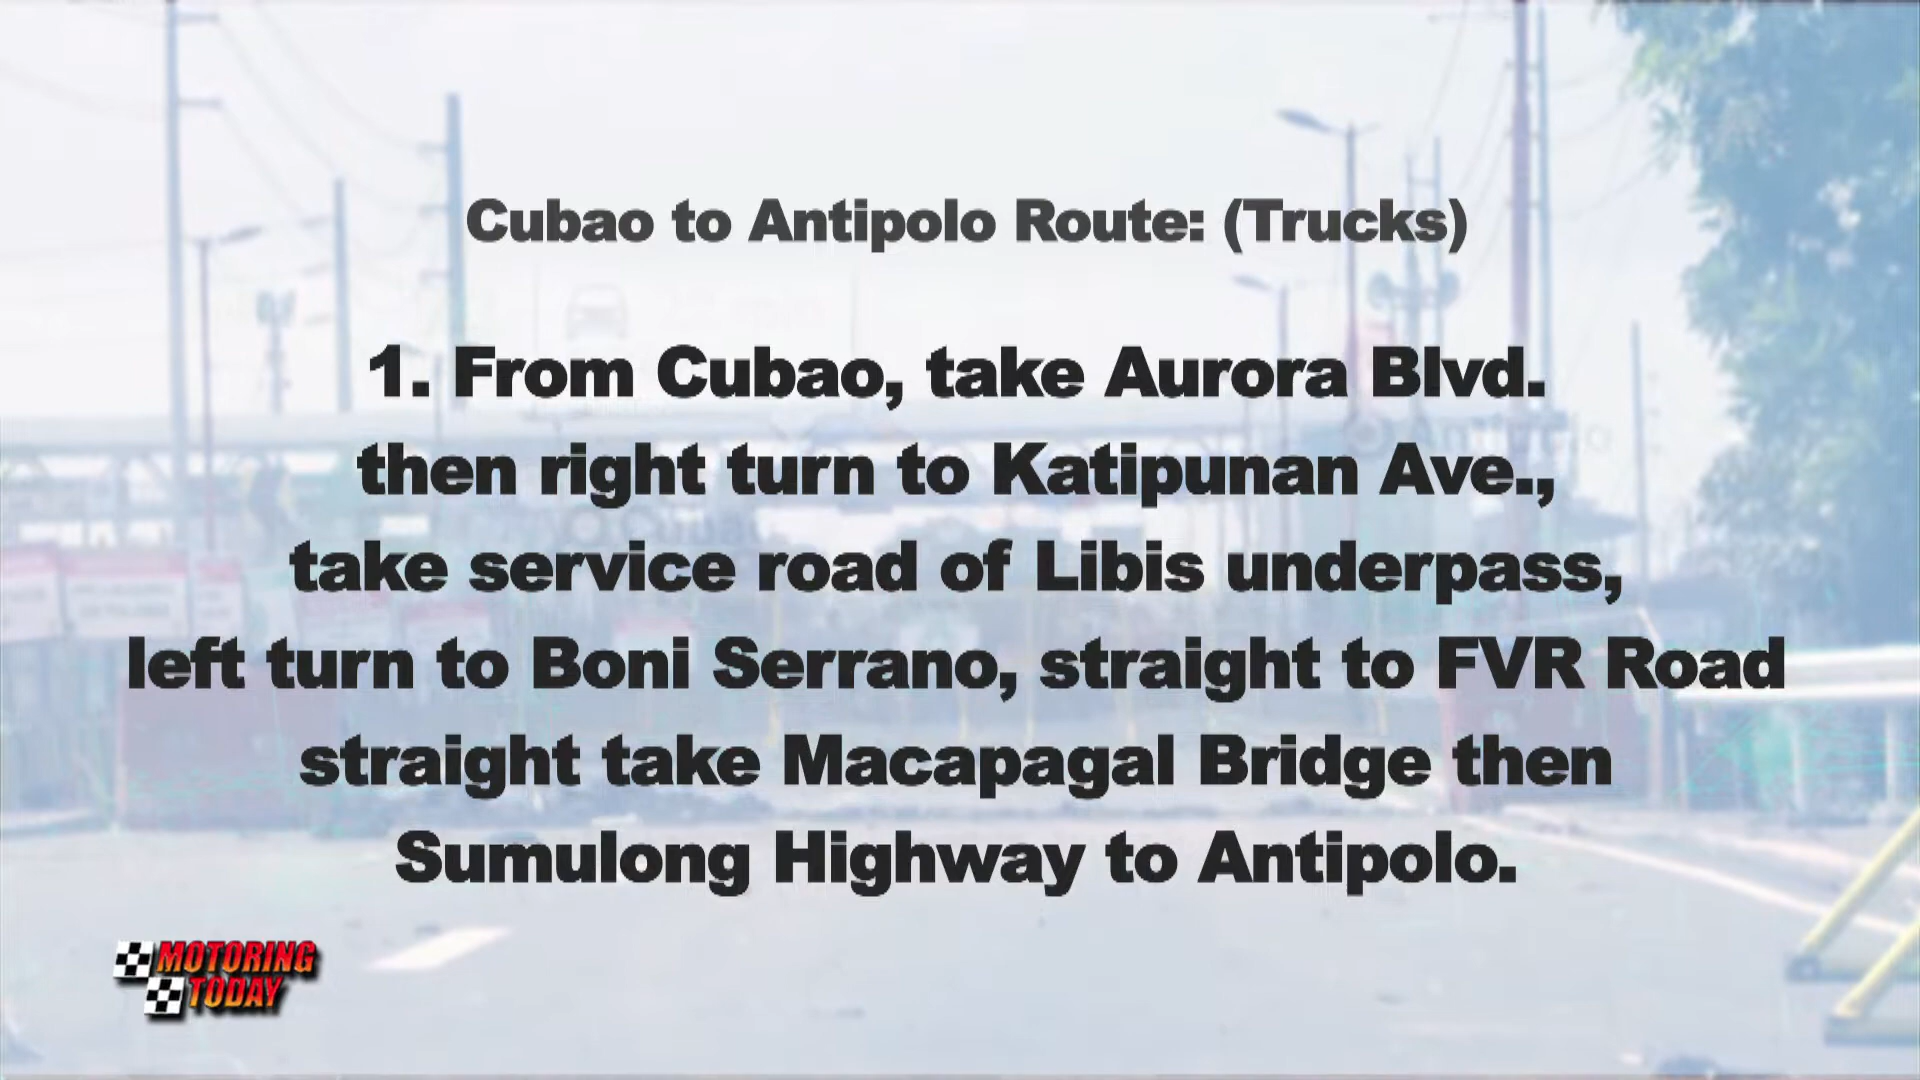 Cubao to Antipolo Route: (Trucks)
1. From Cubao, take Aurora Blvd.
then right turn to Katipunan Ave.,
take service road of Libis underpass,
left turn to Boni Serrano, straight to FVR Road
straight take Macapagal Bridge then
Sumulong Highway to Antipolo.
MOTORING
TODAY